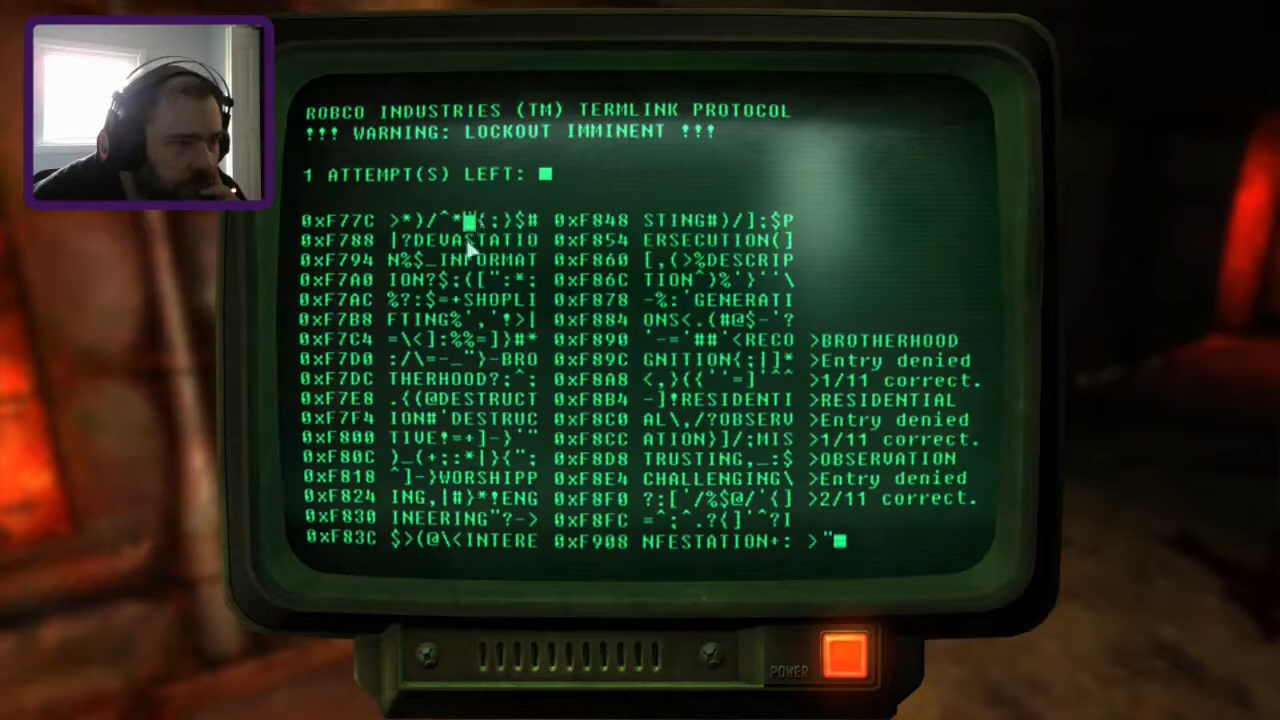 ROBCO INDUSTRIES (TM) TERMLINK PROTOCOL
!!! WARNING: LOCKOUT IMMINENT !!!
1 ATTEMPT(S) LEFT:
0xF77C >*)/^*"{;}$# 0xF848 STING#)/];$P
0xF788 |?DEVASTATIO 0xF854 ERSECUTION(]
0xF794 N%$_INFORMAT 0xF860 [,(>%DESCRIP
0xF7A0 ION?$;([":*: 0xF86C TION^)%'}''\
0xF7AC %?:$=+SHOPLI 0xF878 -%:'GENERATI
0xF7B8 FTING%','!>| 0xF884 ONS<.(#@$-'?
0xF7C4 =\<]:%%=]}#* 0xF890 '-='##'<RECO >BROTHERHOOD
0xF7D0 :/\=-_"}-BRO 0xF89C GNITION{;|]* >Entry denied
0xF7DC THERHOOD?;^; 0xF8A8 <,}({''=]'^^ >1/11 correct.
0xF7E8 .{((@DESTRUCT 0xF8B4 -]!RESIDENTI >RESIDENTIAL
0xF7F4 ION#'DESTRUC 0xF8C0 AL\,/?OBSERV >Entry denied
0xF800 TIVE!=+]-}'" 0xF8CC ATION}]/;MIS >1/11 correct.
0xF80C )_(+;:*|}{"; 0xF8D8 TRUSTING,_:$ >OBSERVATION
0xF818 ^]-}WORSHIPP 0xF8E4 CHALLENGING\ >Entry denied
0xF824 ING,|#}*!ENG 0xF8F0 ?:['/%$@/'{] >2/11 correct.
0xF830 INEERING"?-> 0xF8FC =^;^.?{]'^?I
0xF83C $>(@\<INTERE 0xF908 NFESTATION+: >"
POWER